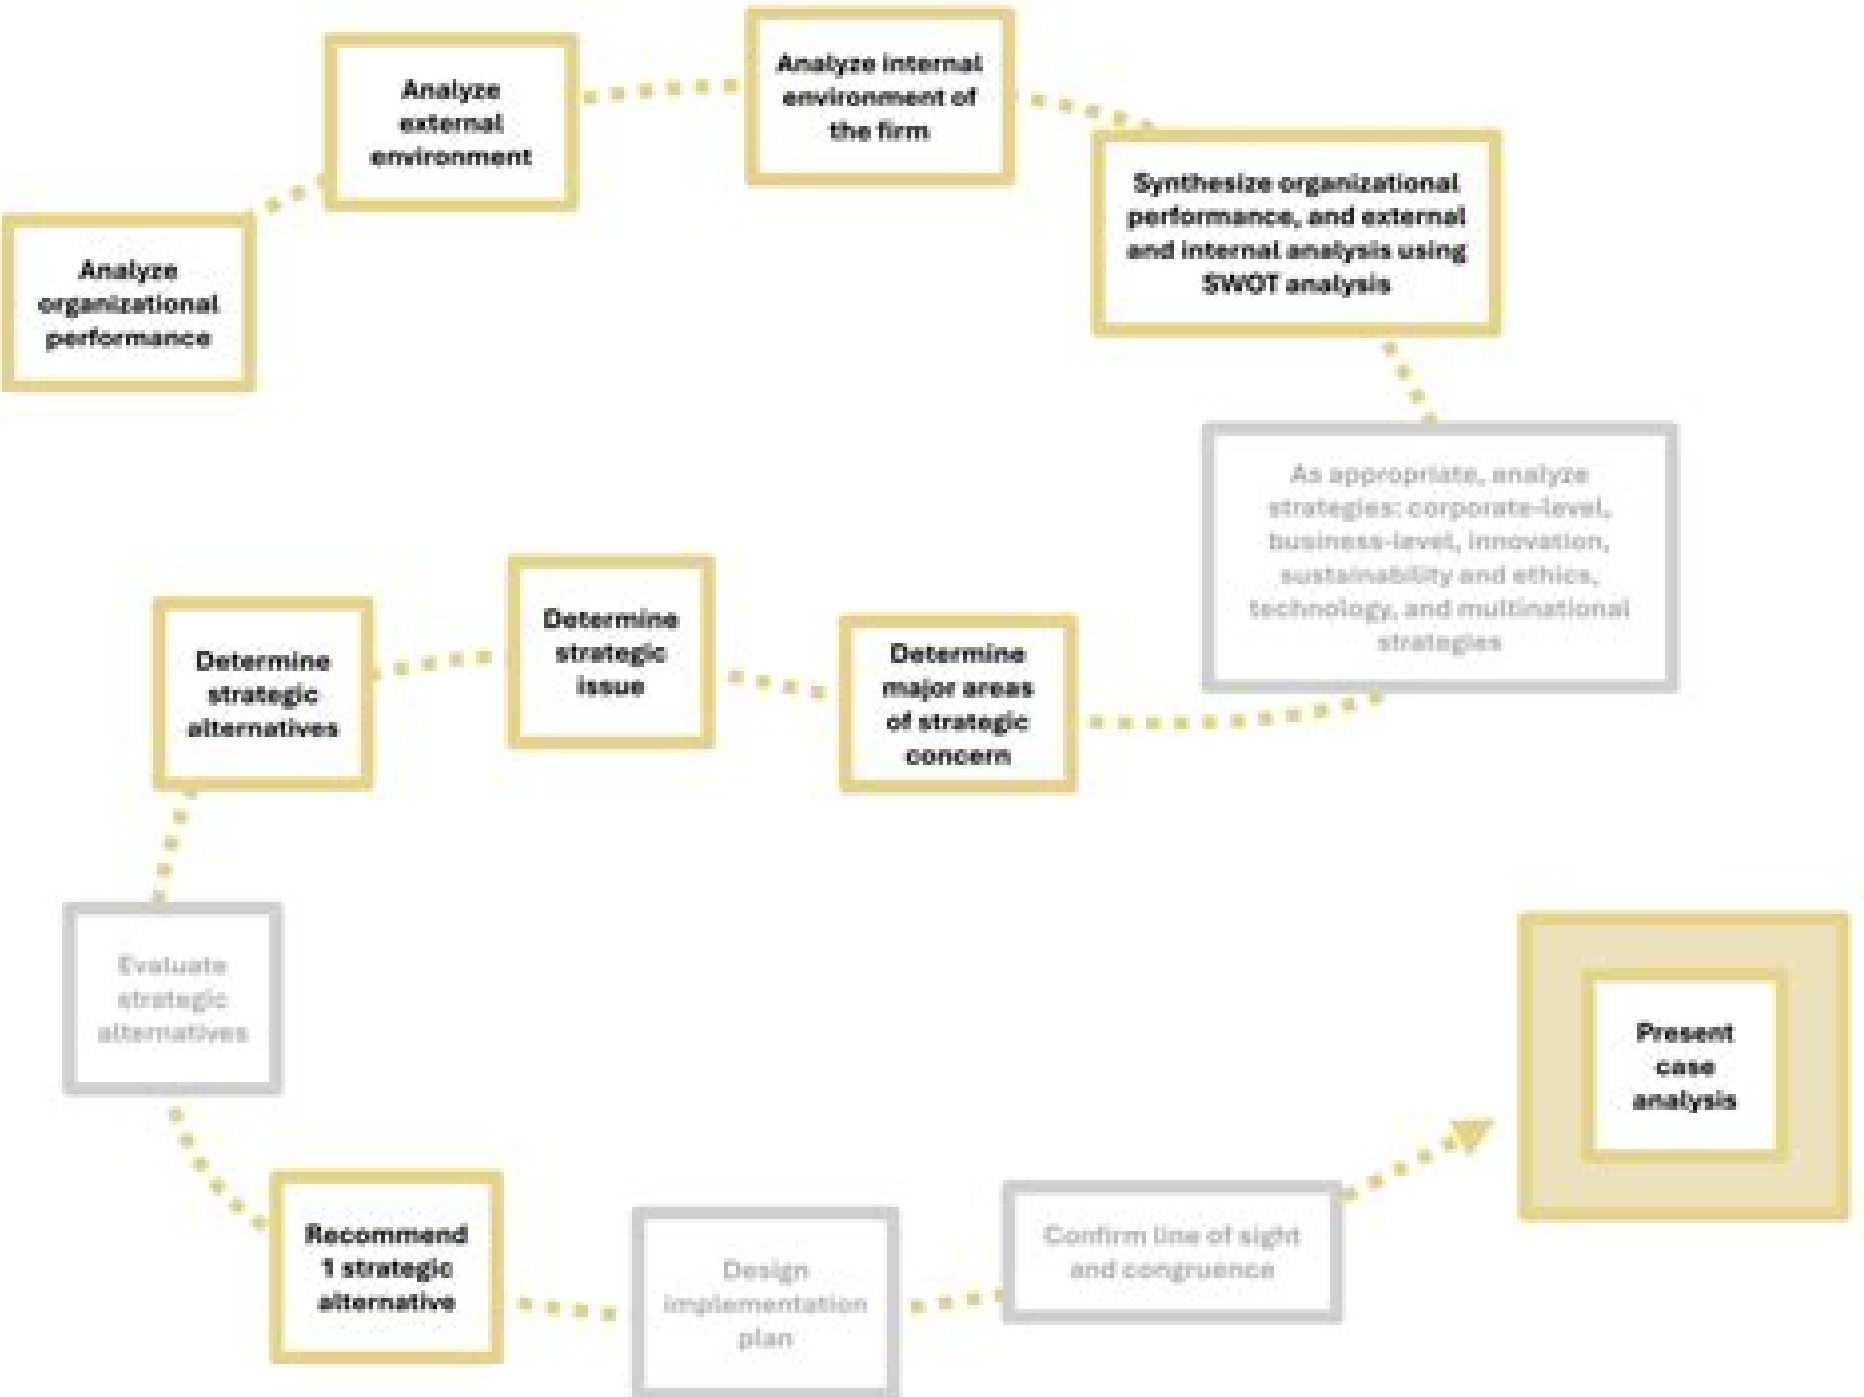 Analyze
organizational
performance
Analyze
external
environment
Analyze internal
environment of
the firm
Synthesize organizational
performance, and external
and internal analysis using
SWOT analysis
As appropriate, analyze
strategies: corporate-level,
business-level, innovation,
sustainability and ethics,
technology, and multinational
strategies
Determine
major areas
of strategic
concern
Determine
strategic
issue
Determine
strategic
alternatives
Evaluate
strategic
alternatives
Recommend
1 strategic
alternative
Design
implementation
plan
Confirm line of sight
and congruence
Present
case
analysis